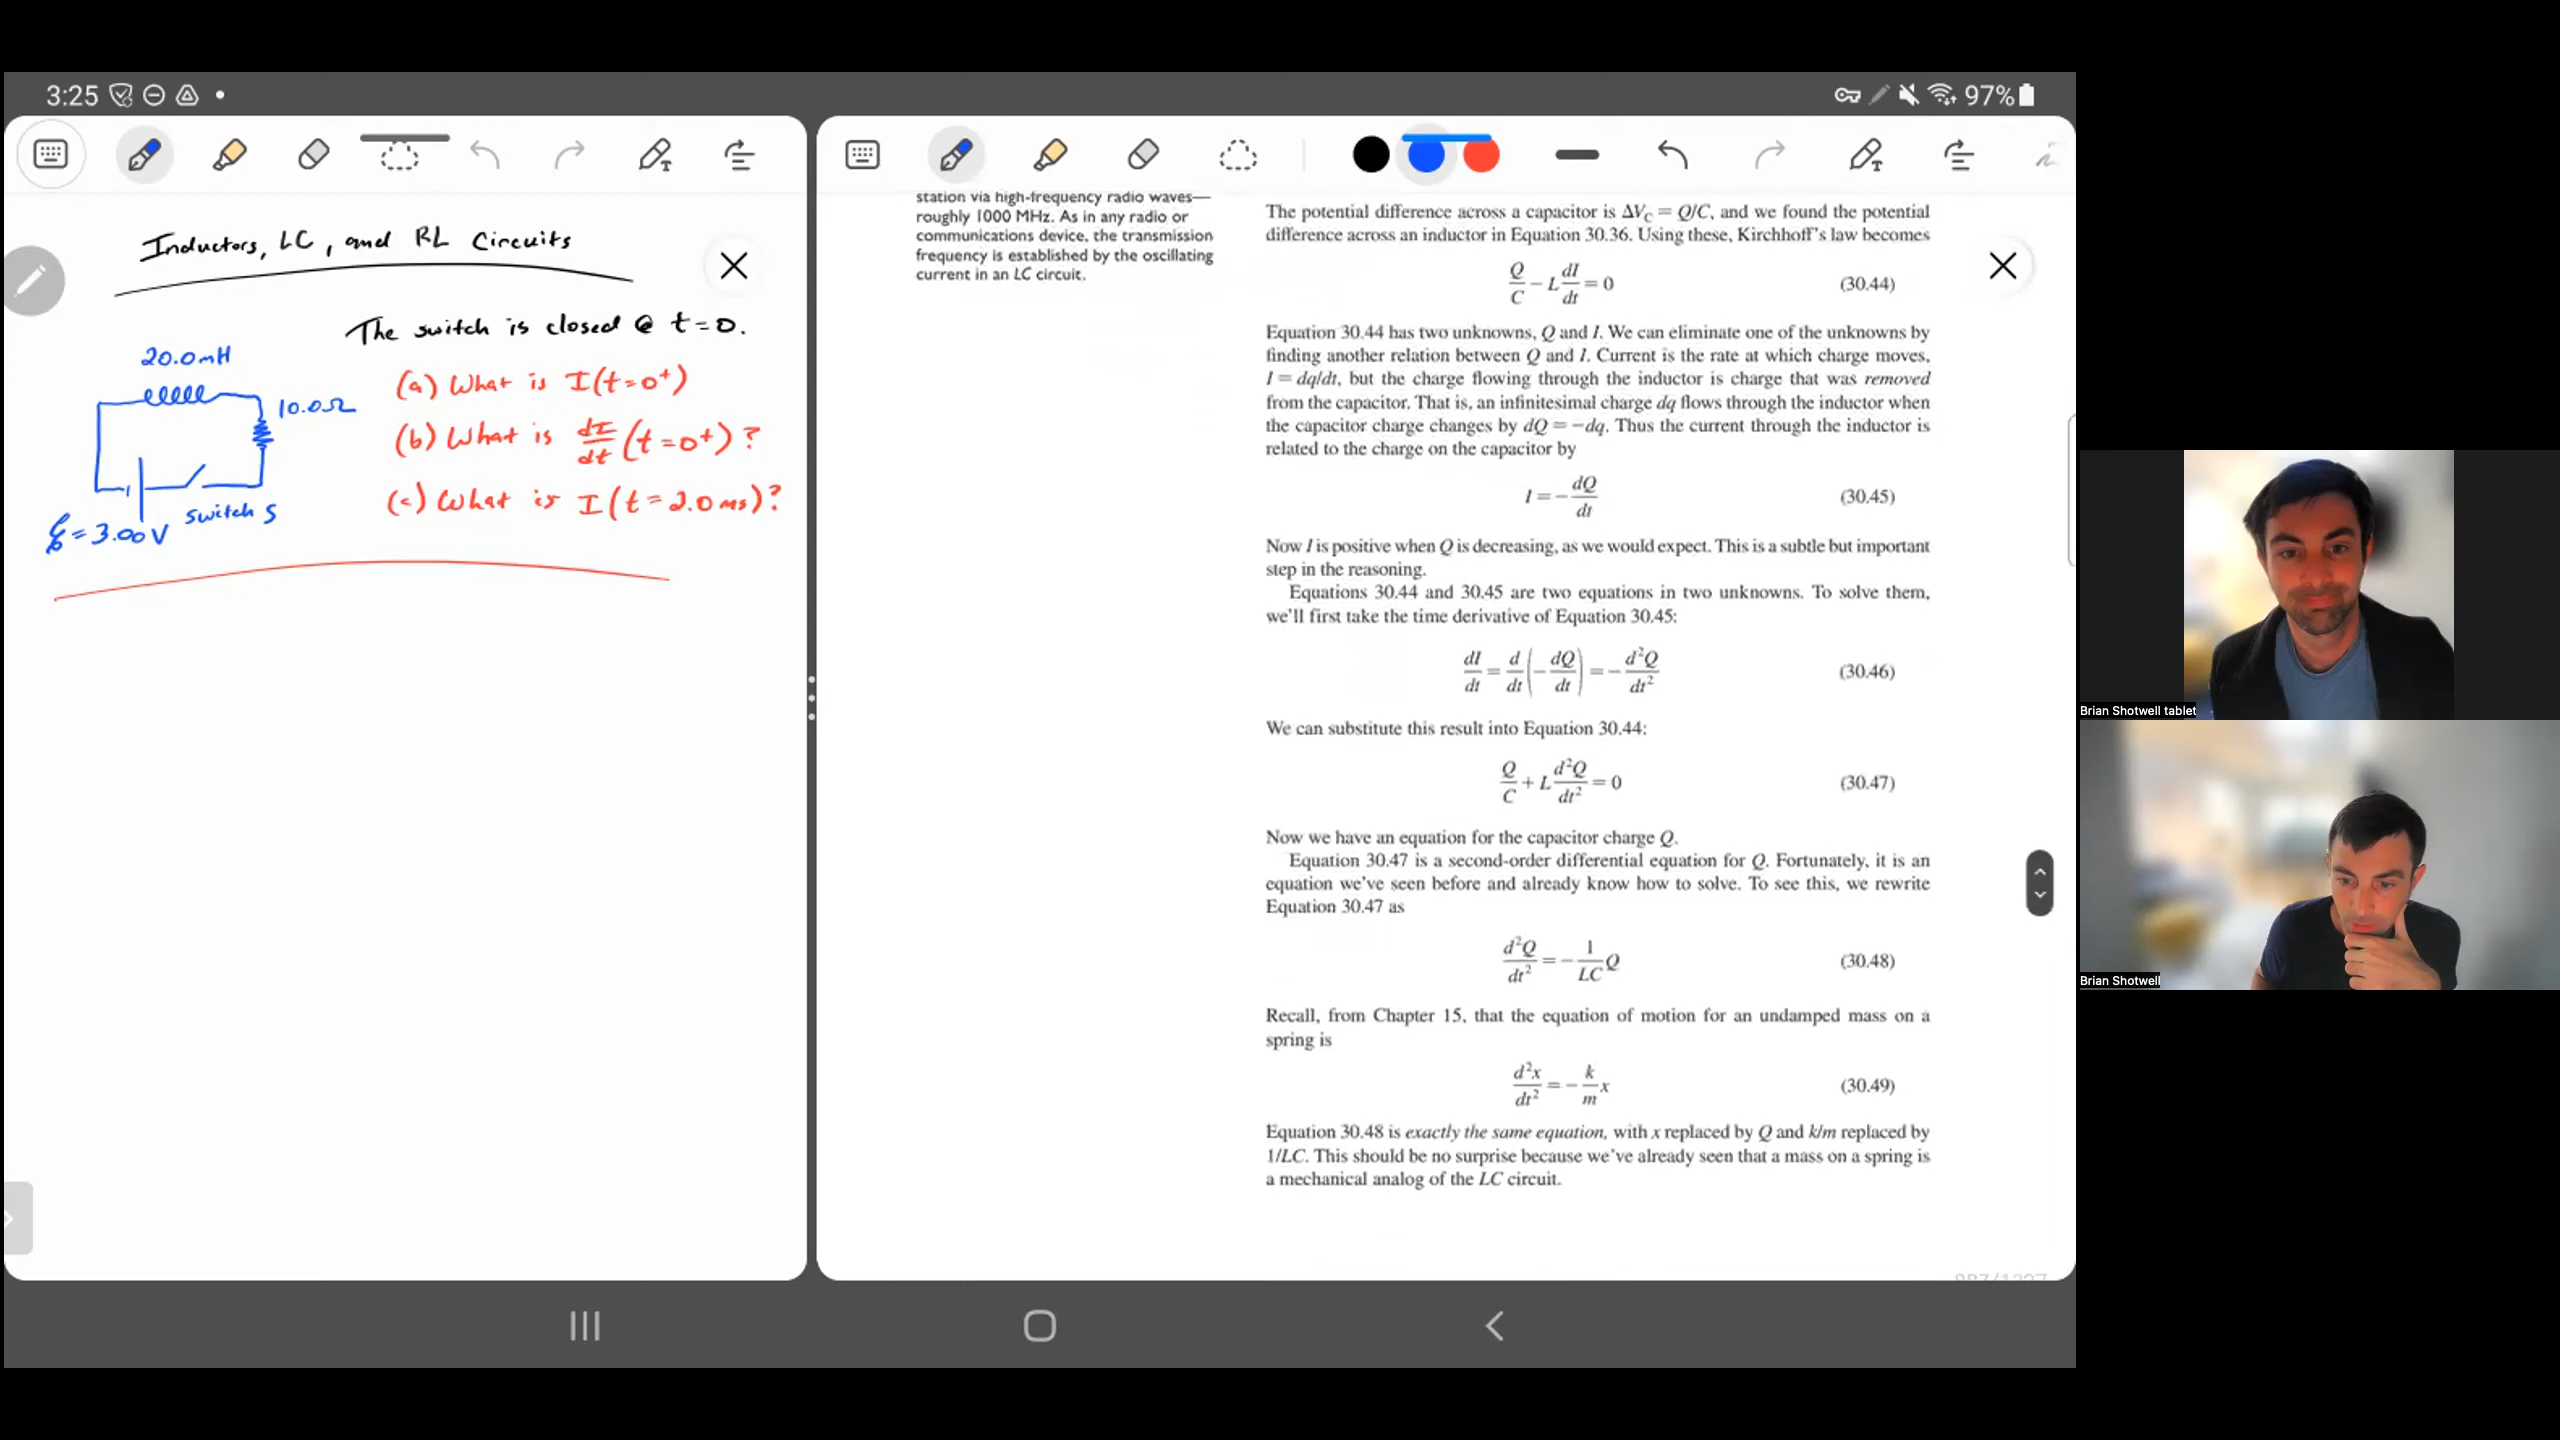 3:25
97%
Inductors, LC, and RL Circuits
The switch is closed @ t=0.
20.0mH
10.0Ω
(a) What is I(t=0⁺)
(b) What is dI/dt (t=0⁺)?
(c) What is I(t=2.0ms)?
switch S
ℰ=3.00V
station via high-frequency radio waves—
roughly 1000 MHz. As in any radio or
communications device, the transmission
frequency is established by the oscillating
current in an LC circuit.
The potential difference across a capacitor is ΔV_C = Q/C, and we found the potential
difference across an inductor in Equation 30.36. Using these, Kirchhoff's law becomes
Q/C − L dI/dt = 0 (30.44)
Equation 30.44 has two unknowns, Q and I. We can eliminate one of the unknowns by
finding another relation between Q and I. Current is the rate at which charge moves,
I = dq/dt, but the charge flowing through the inductor is charge that was removed
from the capacitor. That is, an infinitesimal charge dq flows through the inductor when
the capacitor charge changes by dQ = −dq. Thus the current through the inductor is
related to the charge on the capacitor by
I = − dQ/dt (30.45)
Now I is positive when Q is decreasing, as we would expect. This is a subtle but important
step in the reasoning.
Equations 30.44 and 30.45 are two equations in two unknowns. To solve them,
we'll first take the time derivative of Equation 30.45:
dI/dt = d/dt (− dQ/dt) = − d²Q/dt² (30.46)
We can substitute this result into Equation 30.44:
Q/C + L d²Q/dt² = 0 (30.47)
Now we have an equation for the capacitor charge Q.
Equation 30.47 is a second-order differential equation for Q. Fortunately, it is an
equation we've seen before and already know how to solve. To see this, we rewrite
Equation 30.47 as
d²Q/dt² = − 1/LC Q (30.48)
Recall, from Chapter 15, that the equation of motion for an undamped mass on a
spring is
d²x/dt² = − k/m x (30.49)
Equation 30.48 is exactly the same equation, with x replaced by Q and k/m replaced by
1/LC. This should be no surprise because we've already seen that a mass on a spring is
a mechanical analog of the LC circuit.
Brian Shotwell tablet
Brian Shotwell